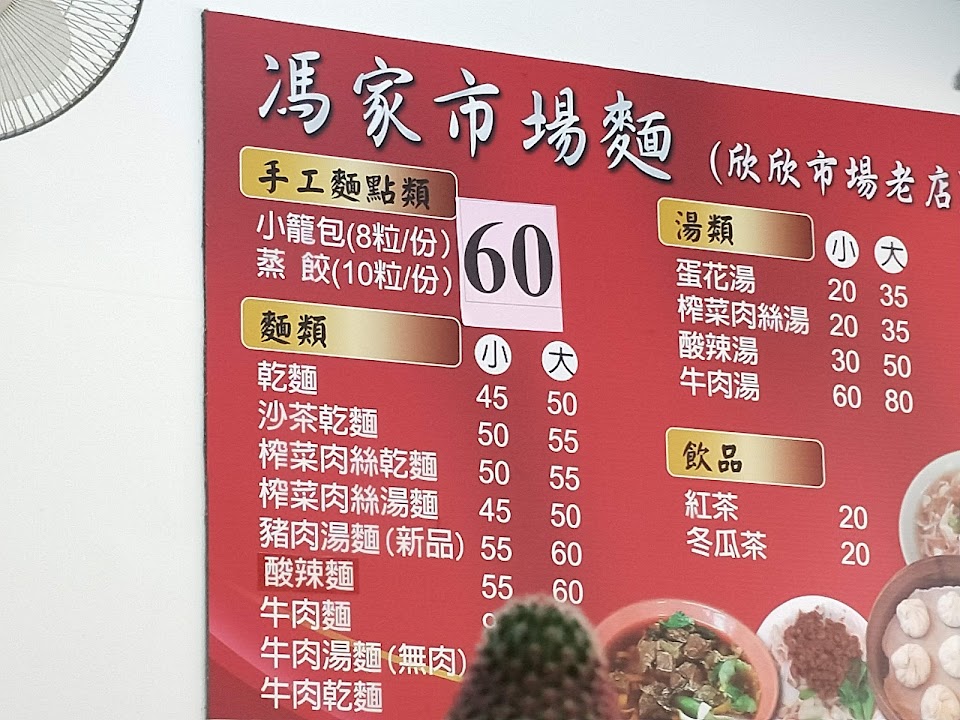 馮家市場麵 (欣欣市場老店
手工麵點類
小籠包(8粒/份)
蒸 餃(10粒/份)
60
麵類 小 大
乾麵 45 50
沙茶乾麵 50 55
榨菜肉絲乾麵 50 55
榨菜肉絲湯麵 45 50
豬肉湯麵(新品) 55 60
酸辣麵 55 60
牛肉麵
牛肉湯麵(無肉)
牛肉乾麵
湯類 小 大
蛋花湯 20 35
榨菜肉絲湯 20 35
酸辣湯 30 50
牛肉湯 60 80
飲品
紅茶 20
冬瓜茶 20